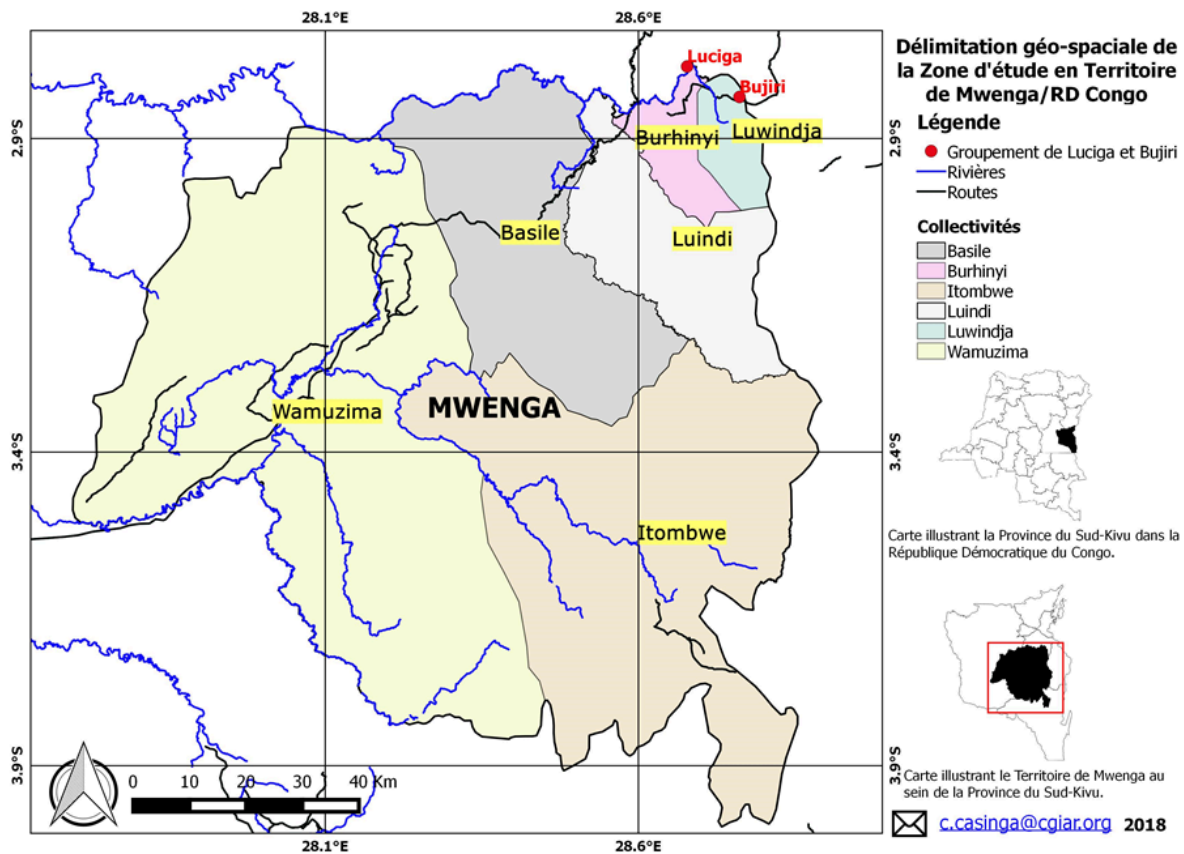 28.1°E
28.6°E
Luciga
Bujiri
Burhinyi
Luwindja
2.9°S
2.9°S
Basile
Luindi
Wamuzima
MWENGA
3.4°S
3.4°S
Itombwe
3.9°S
3.9°S
0 10 20 30 40 Km
28.1°E
28.6°E
Délimitation géo-spaciale de
la Zone d'étude en Territoire
de Mwenga/RD Congo
Légende
Groupement de Luciga et Bujiri
Rivières
Routes
Collectivités
Basile
Burhinyi
Itombwe
Luindi
Luwindja
Wamuzima
Carte illustrant la Province du Sud-Kivu dans la
République Démocratique du Congo.
Carte illustrant le Territoire de Mwenga au
sein de la Province du Sud-Kivu.
c.casinga@cgiar.org 2018